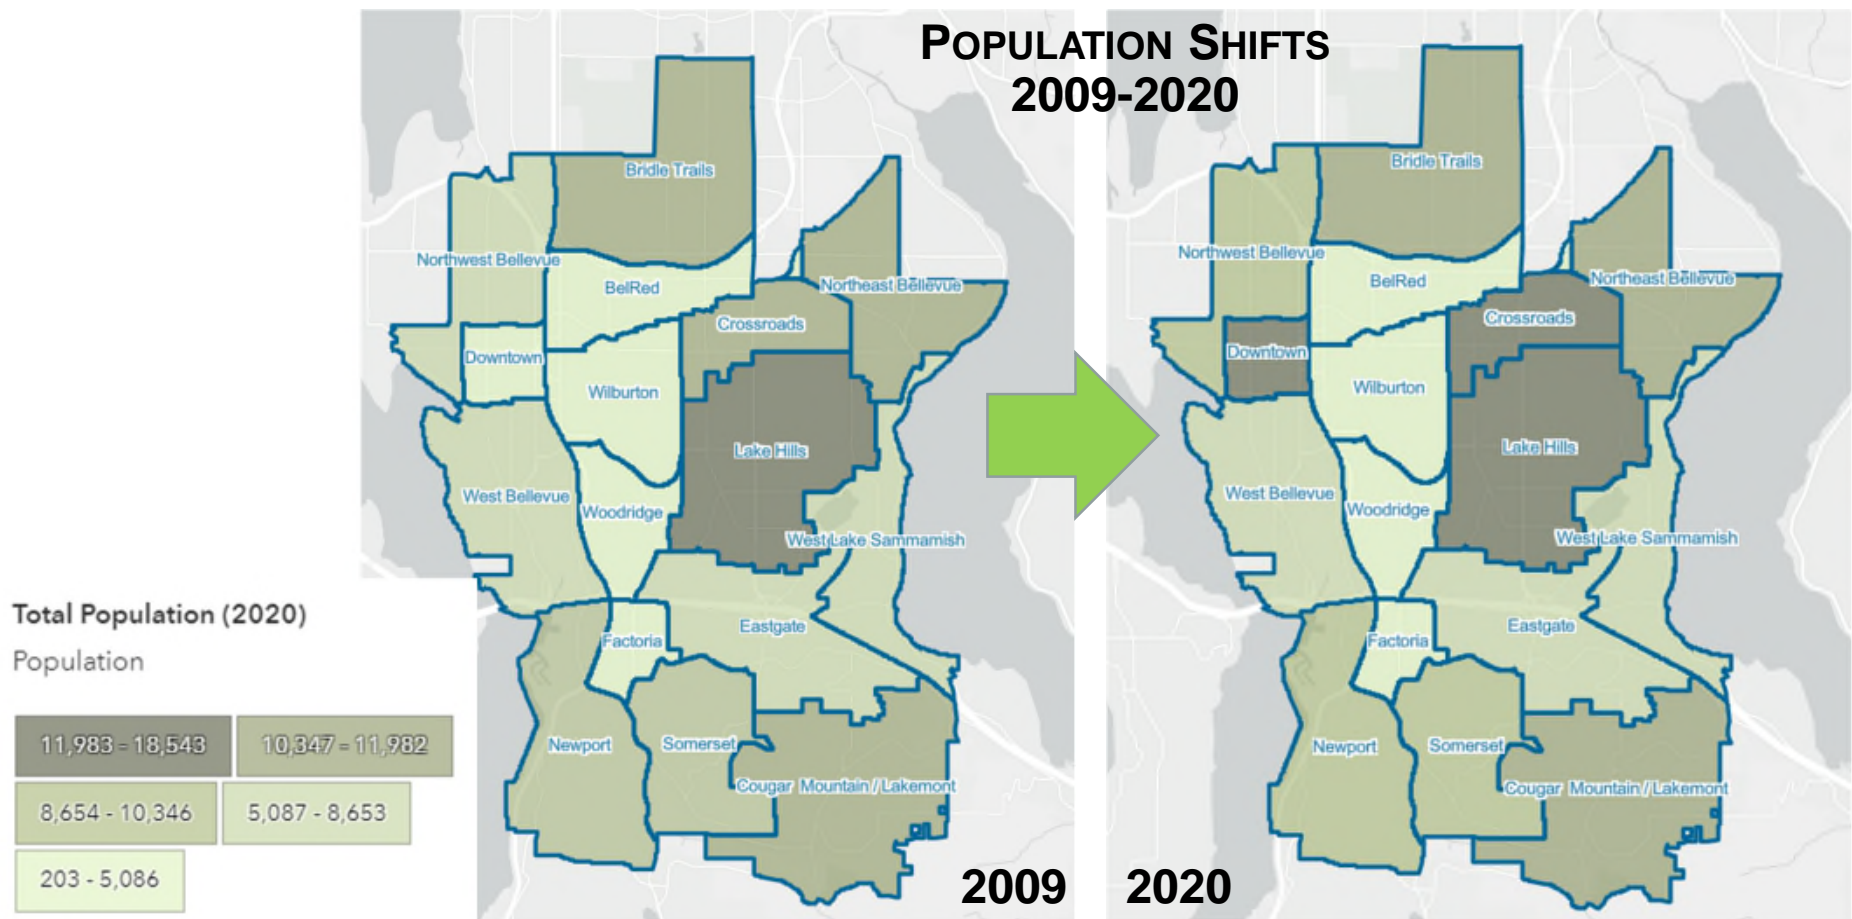 POPULATION SHIFTS
2009-2020
Bridle Trails
Northwest Bellevue
BelRed
Northeast Bellevue
Crossroads
Downtown
Wilburton
Lake Hills
West Bellevue
Woodridge
West Lake Sammamish
Factoria
Eastgate
Newport
Somerset
Cougar Mountain / Lakemont
2009
Bridle Trails
Northwest Bellevue
BelRed
Northeast Bellevue
Crossroads
Downtown
Wilburton
Lake Hills
West Bellevue
Woodridge
West Lake Sammamish
Factoria
Eastgate
Newport
Somerset
Cougar Mountain / Lakemont
2020
Total Population (2020)
Population
11,983 - 18,543
10,347 - 11,982
8,654 - 10,346
5,087 - 8,653
203 - 5,086